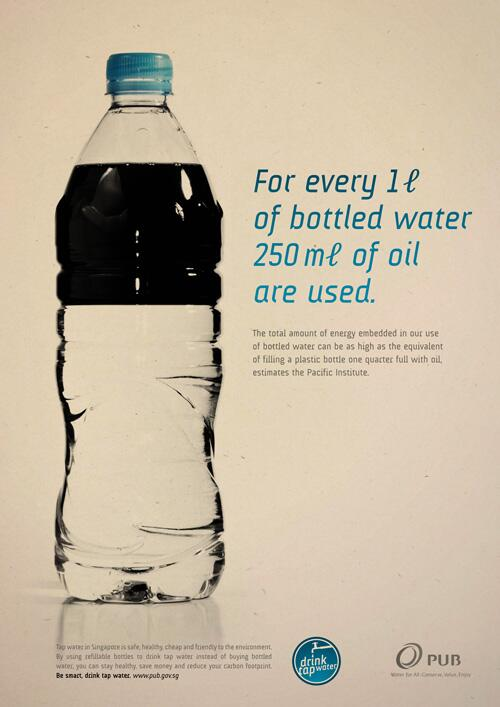 For every 1ℓ
of bottled water
250 mℓ of oil
are used.
The total amount of energy embedded in our use
of bottled water can be as high as the equivalent
of filling a plastic bottle one quarter full with oil,
estimates the Pacific Institute.
Tap water in Singapore is safe, healthy, cheap and friendly to the environment.
By using refillable bottles to drink tap water instead of buying bottled
water, you can stay healthy, save money and reduce your carbon footprint.
Be smart, drink tap water. www.pub.gov.sg
drink
tap water
PUB
Water for All: Conserve, Value, Enjoy